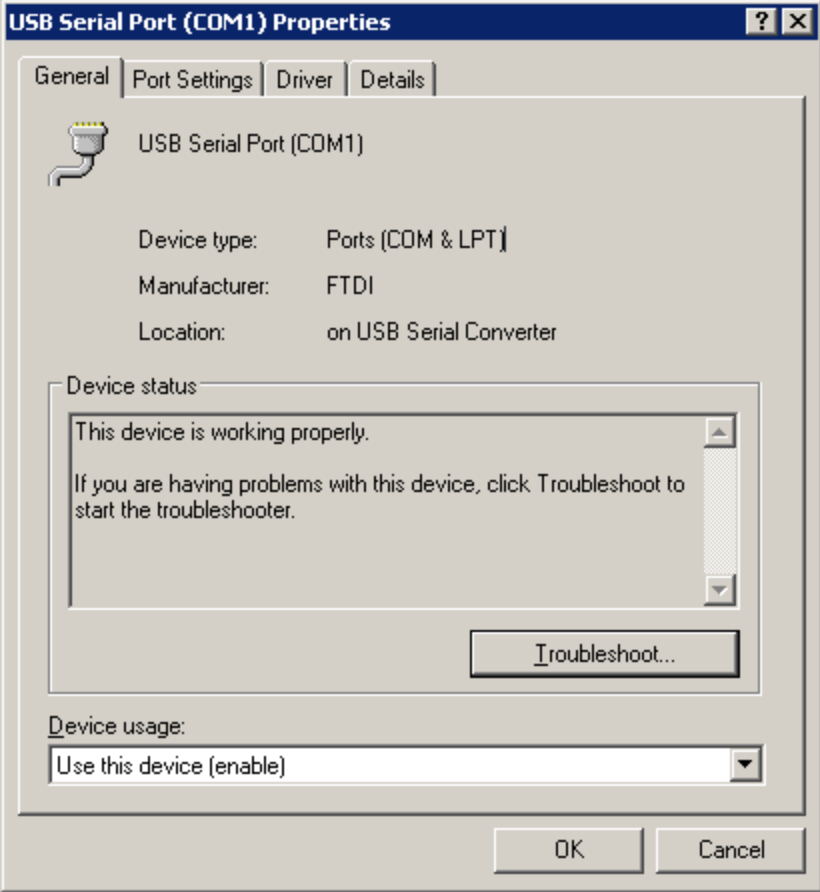 USB Serial Port (COM1) Properties
General Port Settings Driver Details
USB Serial Port (COM1)
Device type: Ports (COM & LPT)
Manufacturer: FTDI
Location: on USB Serial Converter
Device status
This device is working properly.
If you are having problems with this device, click Troubleshoot to
start the troubleshooter.
Troubleshoot...
Device usage:
Use this device (enable)
OK Cancel